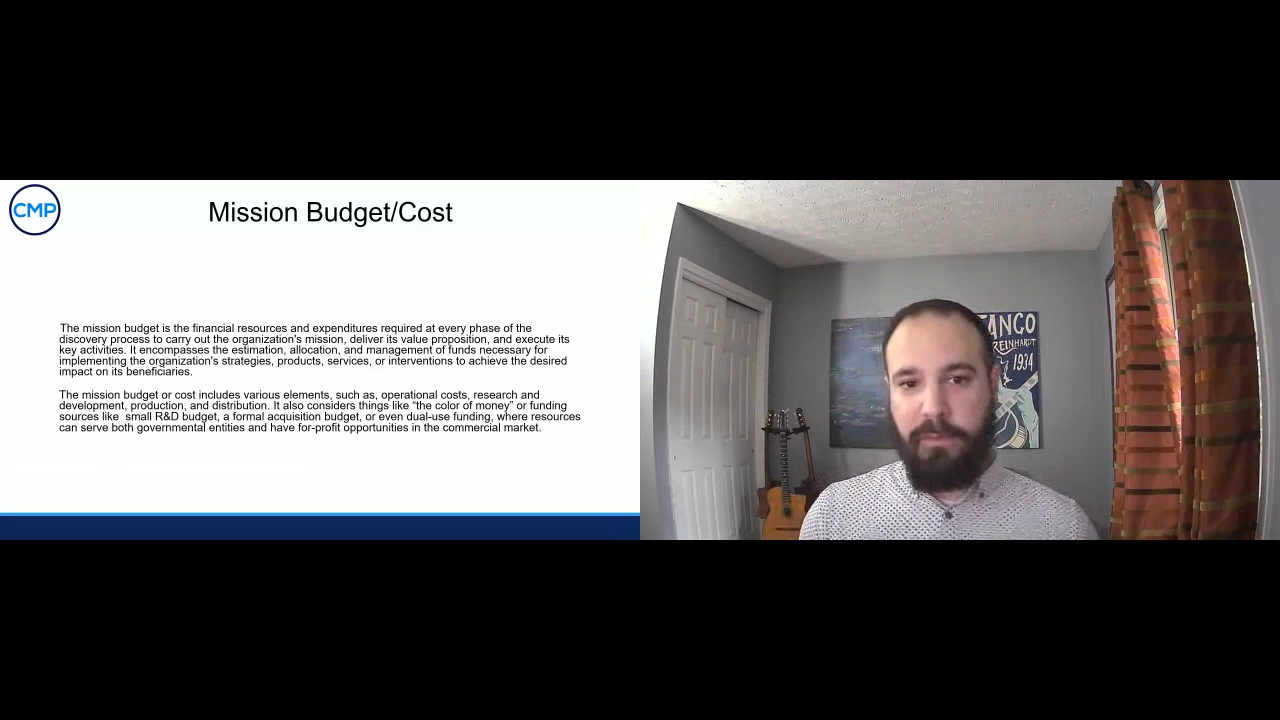 CMP
Mission Budget/Cost
The mission budget is the financial resources and expenditures required at every phase of the
discovery process to carry out the organization's mission, deliver its value proposition, and execute its
key activities. It encompasses the estimation, allocation, and management of funds necessary for
implementing the organization's strategies, products, services, or interventions to achieve the desired
impact on its beneficiaries.
The mission budget or cost includes various elements, such as, operational costs, research and
development, production, and distribution. It also considers things like “the color of money” or funding
sources like  small R&D budget, a formal acquisition budget, or even dual-use funding, where resources
can serve both governmental entities and have for-profit opportunities in the commercial market.
TANGO
REINHARDT
1934